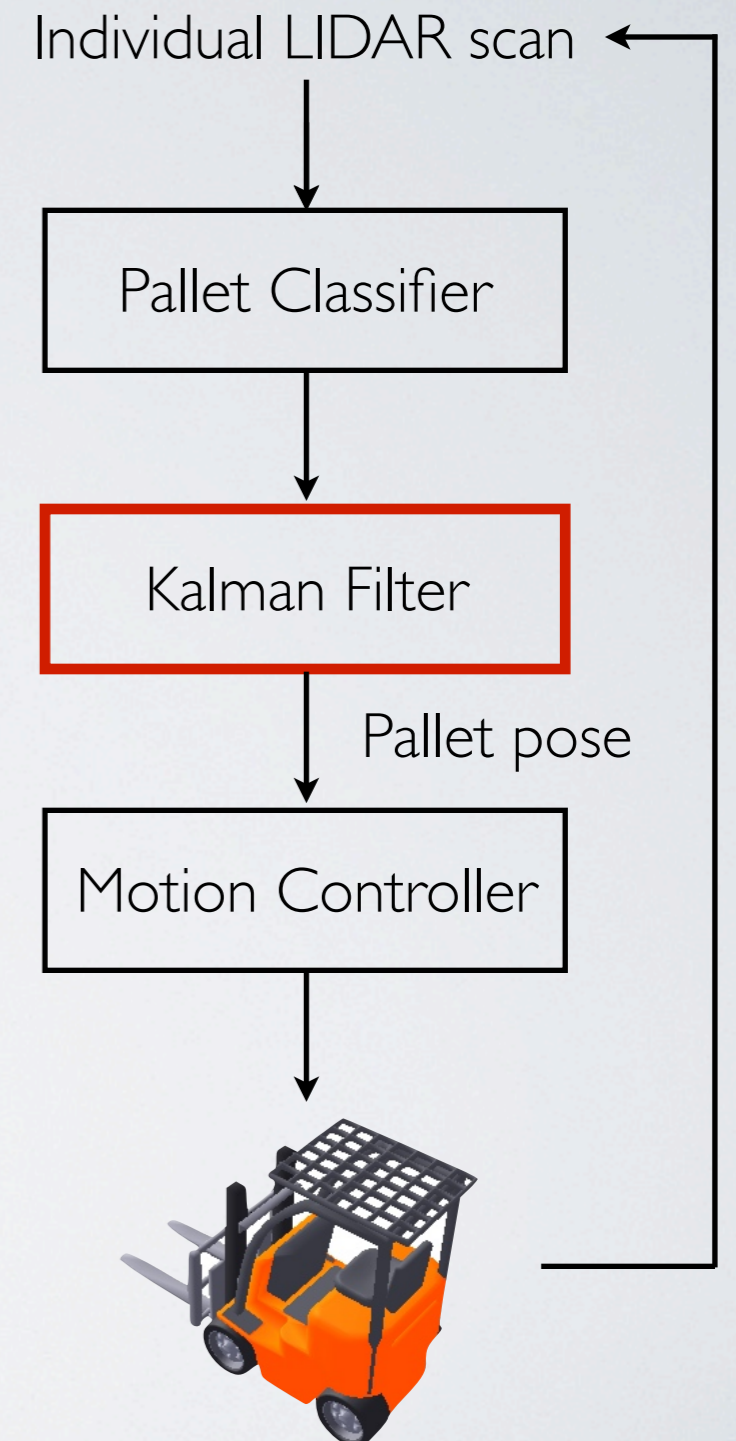 Individual LIDAR scan
Pallet Classifier
Kalman Filter
Pallet pose
Motion Controller